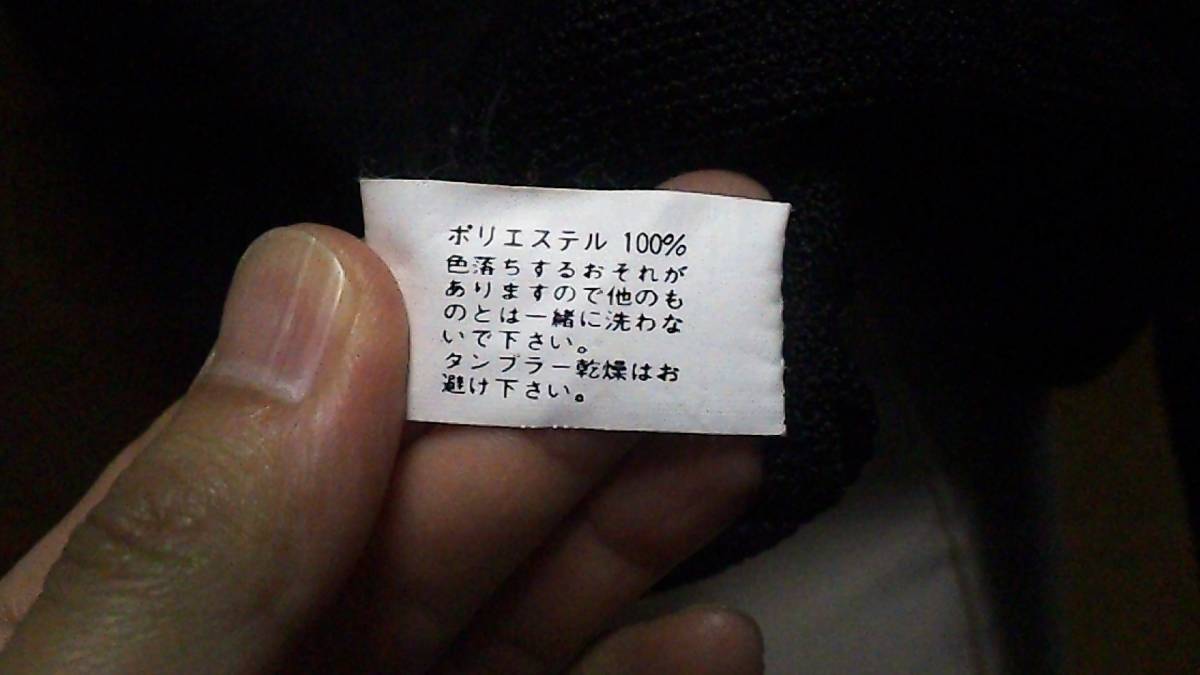 ポリエステル 100%
色落ちするおそれが
ありますので他のも
のとは一緒に洗わな
いで下さい。
タンブラー乾燥はお
避け下さい。